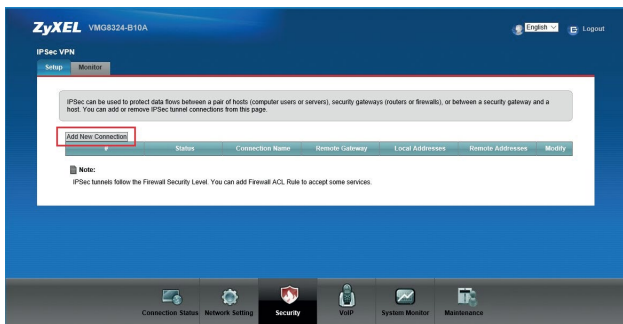 ZyXEL VMG8324-B10A
English
Logout
IPSec VPN
Setup Monitor
IPSec can be used to protect data flows between a pair of hosts (computer users or servers), security gateways (routers or firewalls), or between a security gateway and a
host. You can add or remove IPSec tunnel connections from this page.
Add New Connection
# Status Connection Name Remote Gateway Local Addresses Remote Addresses Modify
Note:
IPSec tunnels follow the Firewall Security Level. You can add Firewall ACL Rule to accept some services.
Connection Status Network Setting Security VoIP System Monitor Maintenance